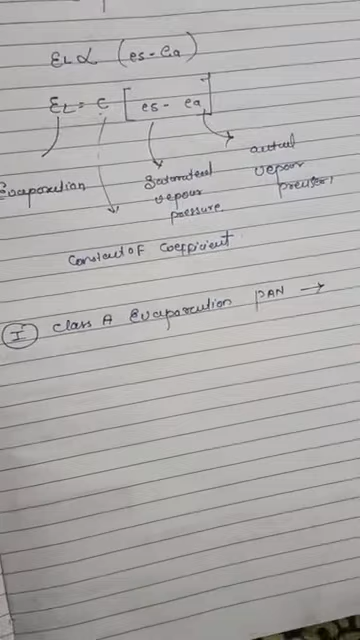 EL ∝ (es - ea)
EL = C [es - ea]
Evaporation
Saturated vapour pressure
actual vapour pressure
Constant of coefficient
I Class A Evaporation PAN →